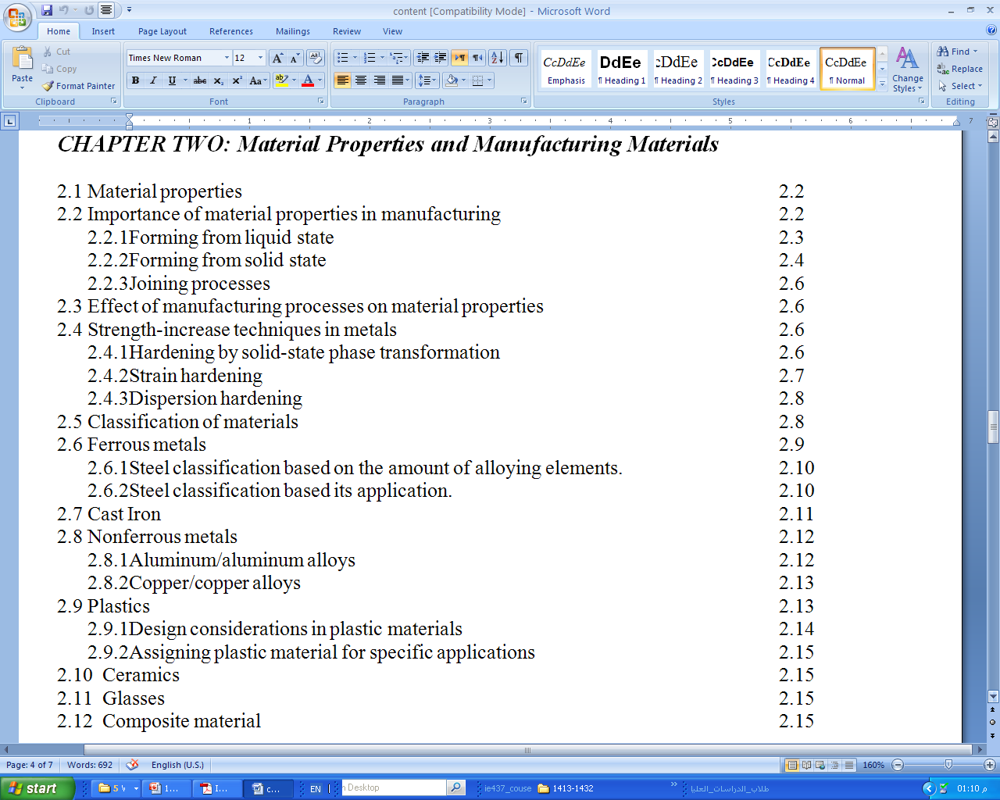 content [Compatibility Mode] - Microsoft Word
Home Insert Page Layout References Mailings Review View
Paste
Cut
Copy
Format Painter
Clipboard
Times New Roman 12
Font
Paragraph
CcDdEe DdEe CcDdEe CcDdEe CcDdEe CcDdEe
Emphasis ¶ Heading 1 ¶ Heading 2 ¶ Heading 3 ¶ Heading 4 ¶ Normal
Change Styles
Styles
Find
Replace
Select
Editing
1 2 3 4 5 6 7
CHAPTER TWO: Material Properties and Manufacturing Materials
2.1 Material properties 2.2
2.2 Importance of material properties in manufacturing 2.2
2.2.1Forming from liquid state 2.3
2.2.2Forming from solid state 2.4
2.2.3Joining processes 2.6
2.3 Effect of manufacturing processes on material properties 2.6
2.4 Strength-increase techniques in metals 2.6
2.4.1Hardening by solid-state phase transformation 2.6
2.4.2Strain hardening 2.7
2.4.3Dispersion hardening 2.8
2.5 Classification of materials 2.8
2.6 Ferrous metals 2.9
2.6.1Steel classification based on the amount of alloying elements. 2.10
2.6.2Steel classification based its application. 2.10
2.7 Cast Iron 2.11
2.8 Nonferrous metals 2.12
2.8.1Aluminum/aluminum alloys 2.12
2.8.2Copper/copper alloys 2.13
2.9 Plastics 2.13
2.9.1Design considerations in plastic materials 2.14
2.9.2Assigning plastic material for specific applications 2.15
2.10 Ceramics 2.15
2.11 Glasses 2.15
2.12 Composite material 2.15
Page: 4 of 7 Words: 692 English (U.S.) 160%
start 5 1... I... c... EN Desktop ie437_couse 1413-1432 طلاب_الدراسات_العليا 01:10 م